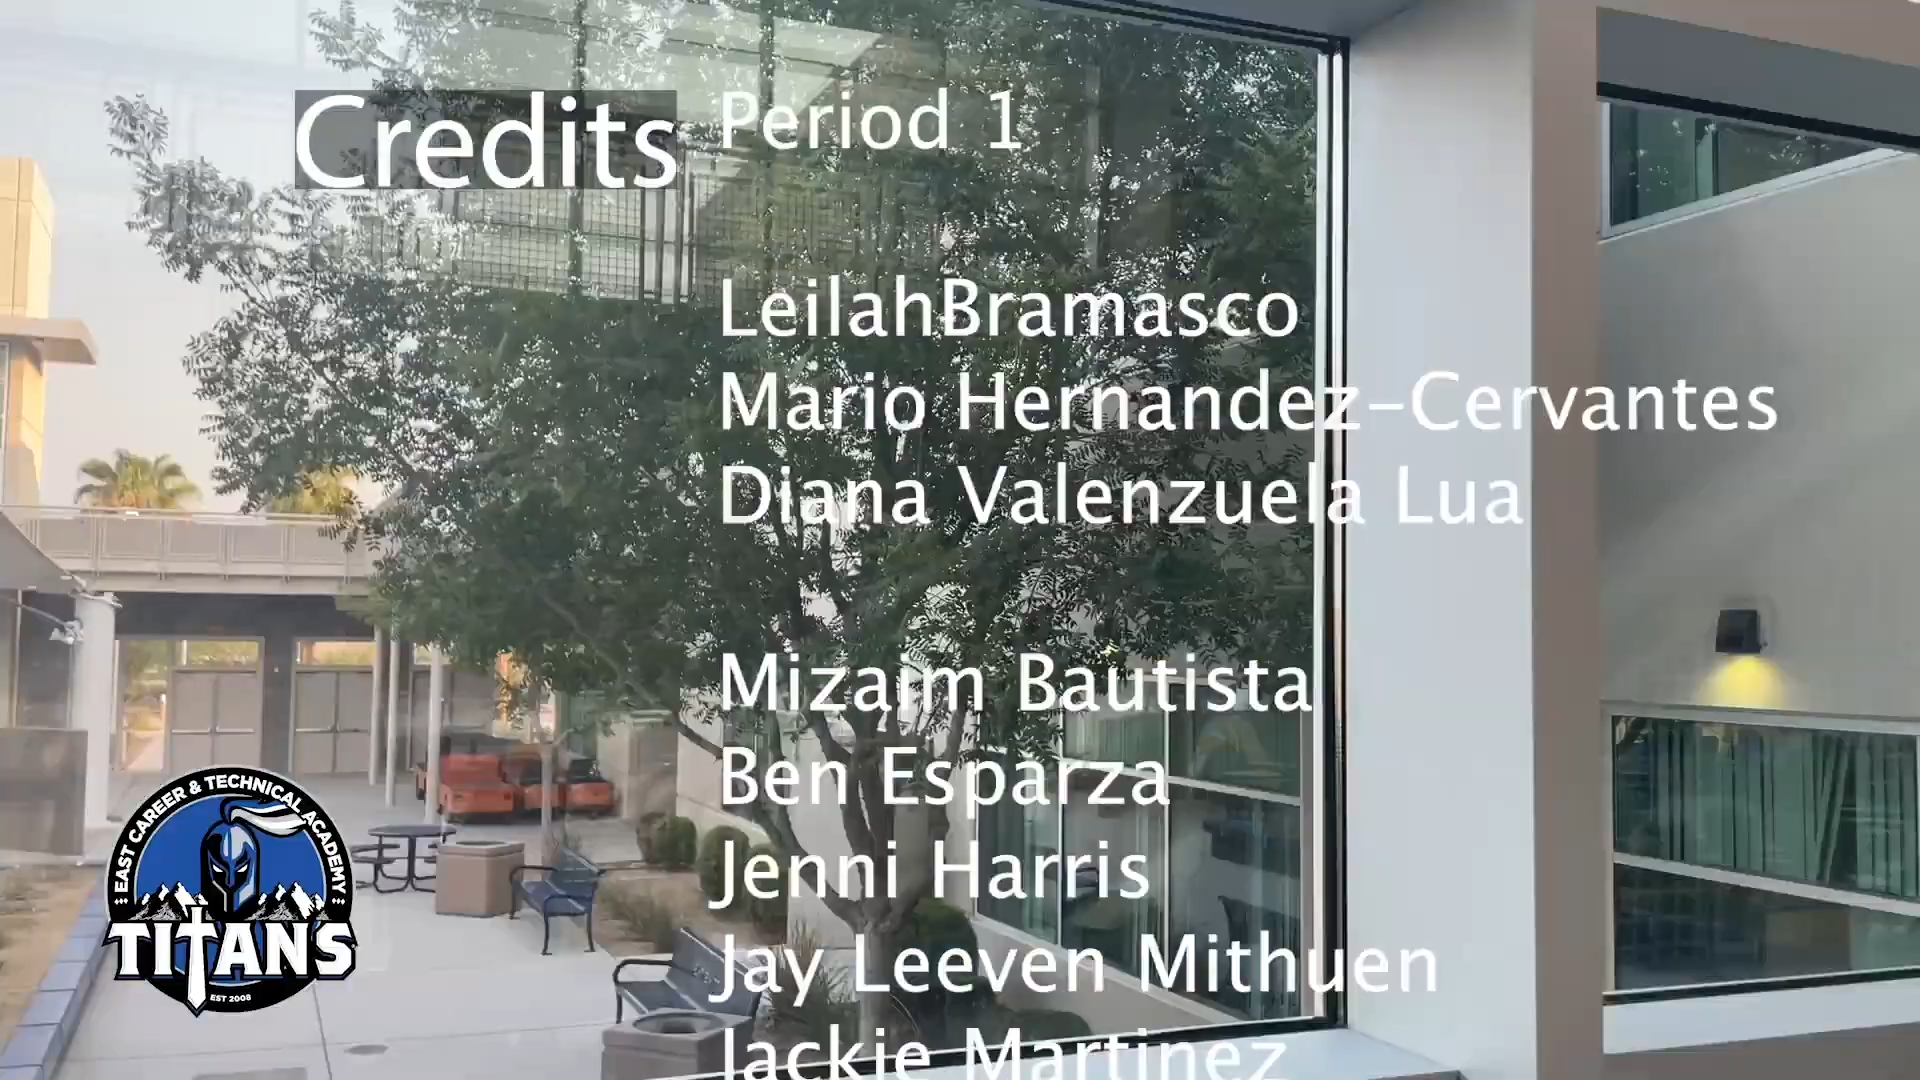 Credits
Period 1
LeilahBramasco
Mario Hernandez-Cervantes
Diana Valenzuela Lua
Mizaim Bautista
Ben Esparza
Jenni Harris
Jay Leeven Mithuen
Jackie Martinez
EAST CAREER & TECHNICAL ACADEMY
TITANS
EST 2008